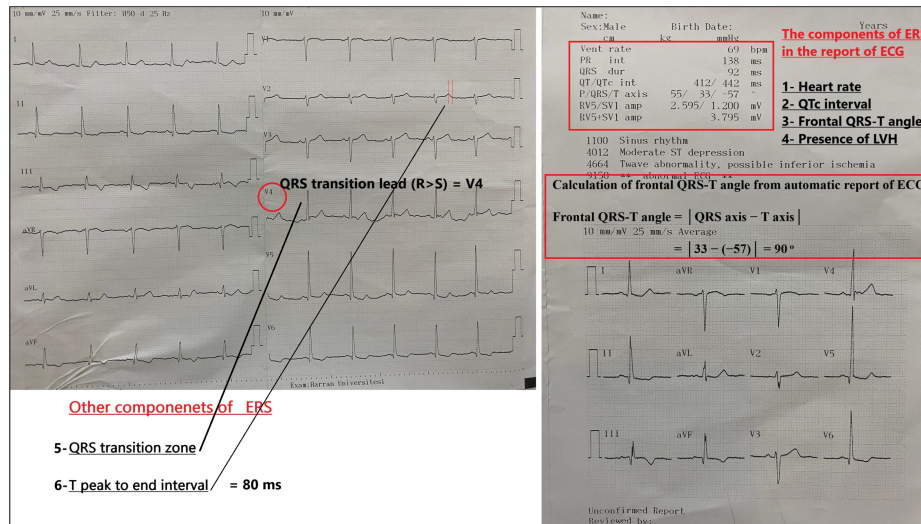 10 mm/mV 25 mm/s Filter: H50 d 25 Hz
10 mm/mV
I
II
III
aVR
aVL
aVF
V1
V2
V3
V4
V5
V6
QRS transition lead (R>S) = V4
Exam:Harran Universitesi
Other componenets of ERS
5-QRS transition zone
6-T peak to end interval = 80 ms
Name:
Sex:Male Birth Date: Years
cm kg mmHg
Vent rate 69 bpm
PR int 138 ms
QRS dur 92 ms
QT/QTc int 412/ 442 ms
P/QRS/T axis 55/ 33/ -57 °
RV5/SV1 amp 2.595/ 1.200 mV
RV5+SV1 amp 3.795 mV
The components of ERS
in the report of ECG
1- Heart rate
2- QTc interval
3- Frontal QRS-T angle
4- Presence of LVH
1100 Sinus rhythm
4012 Moderate ST depression
4664 Twave abnormality, possible inferior ischemia
9150 ** abnormal ECG **
Calculation of frontal QRS-T angle from automatic report of ECG
Frontal QRS-T angle = | QRS axis − T axis |
10 mm/mV 25 mm/s Average
= | 33 − (−57) | = 90 °
I aVR V1 V4
II aVL V2 V5
III aVF V3 V6
Unconfirmed Report
Reviewed by: